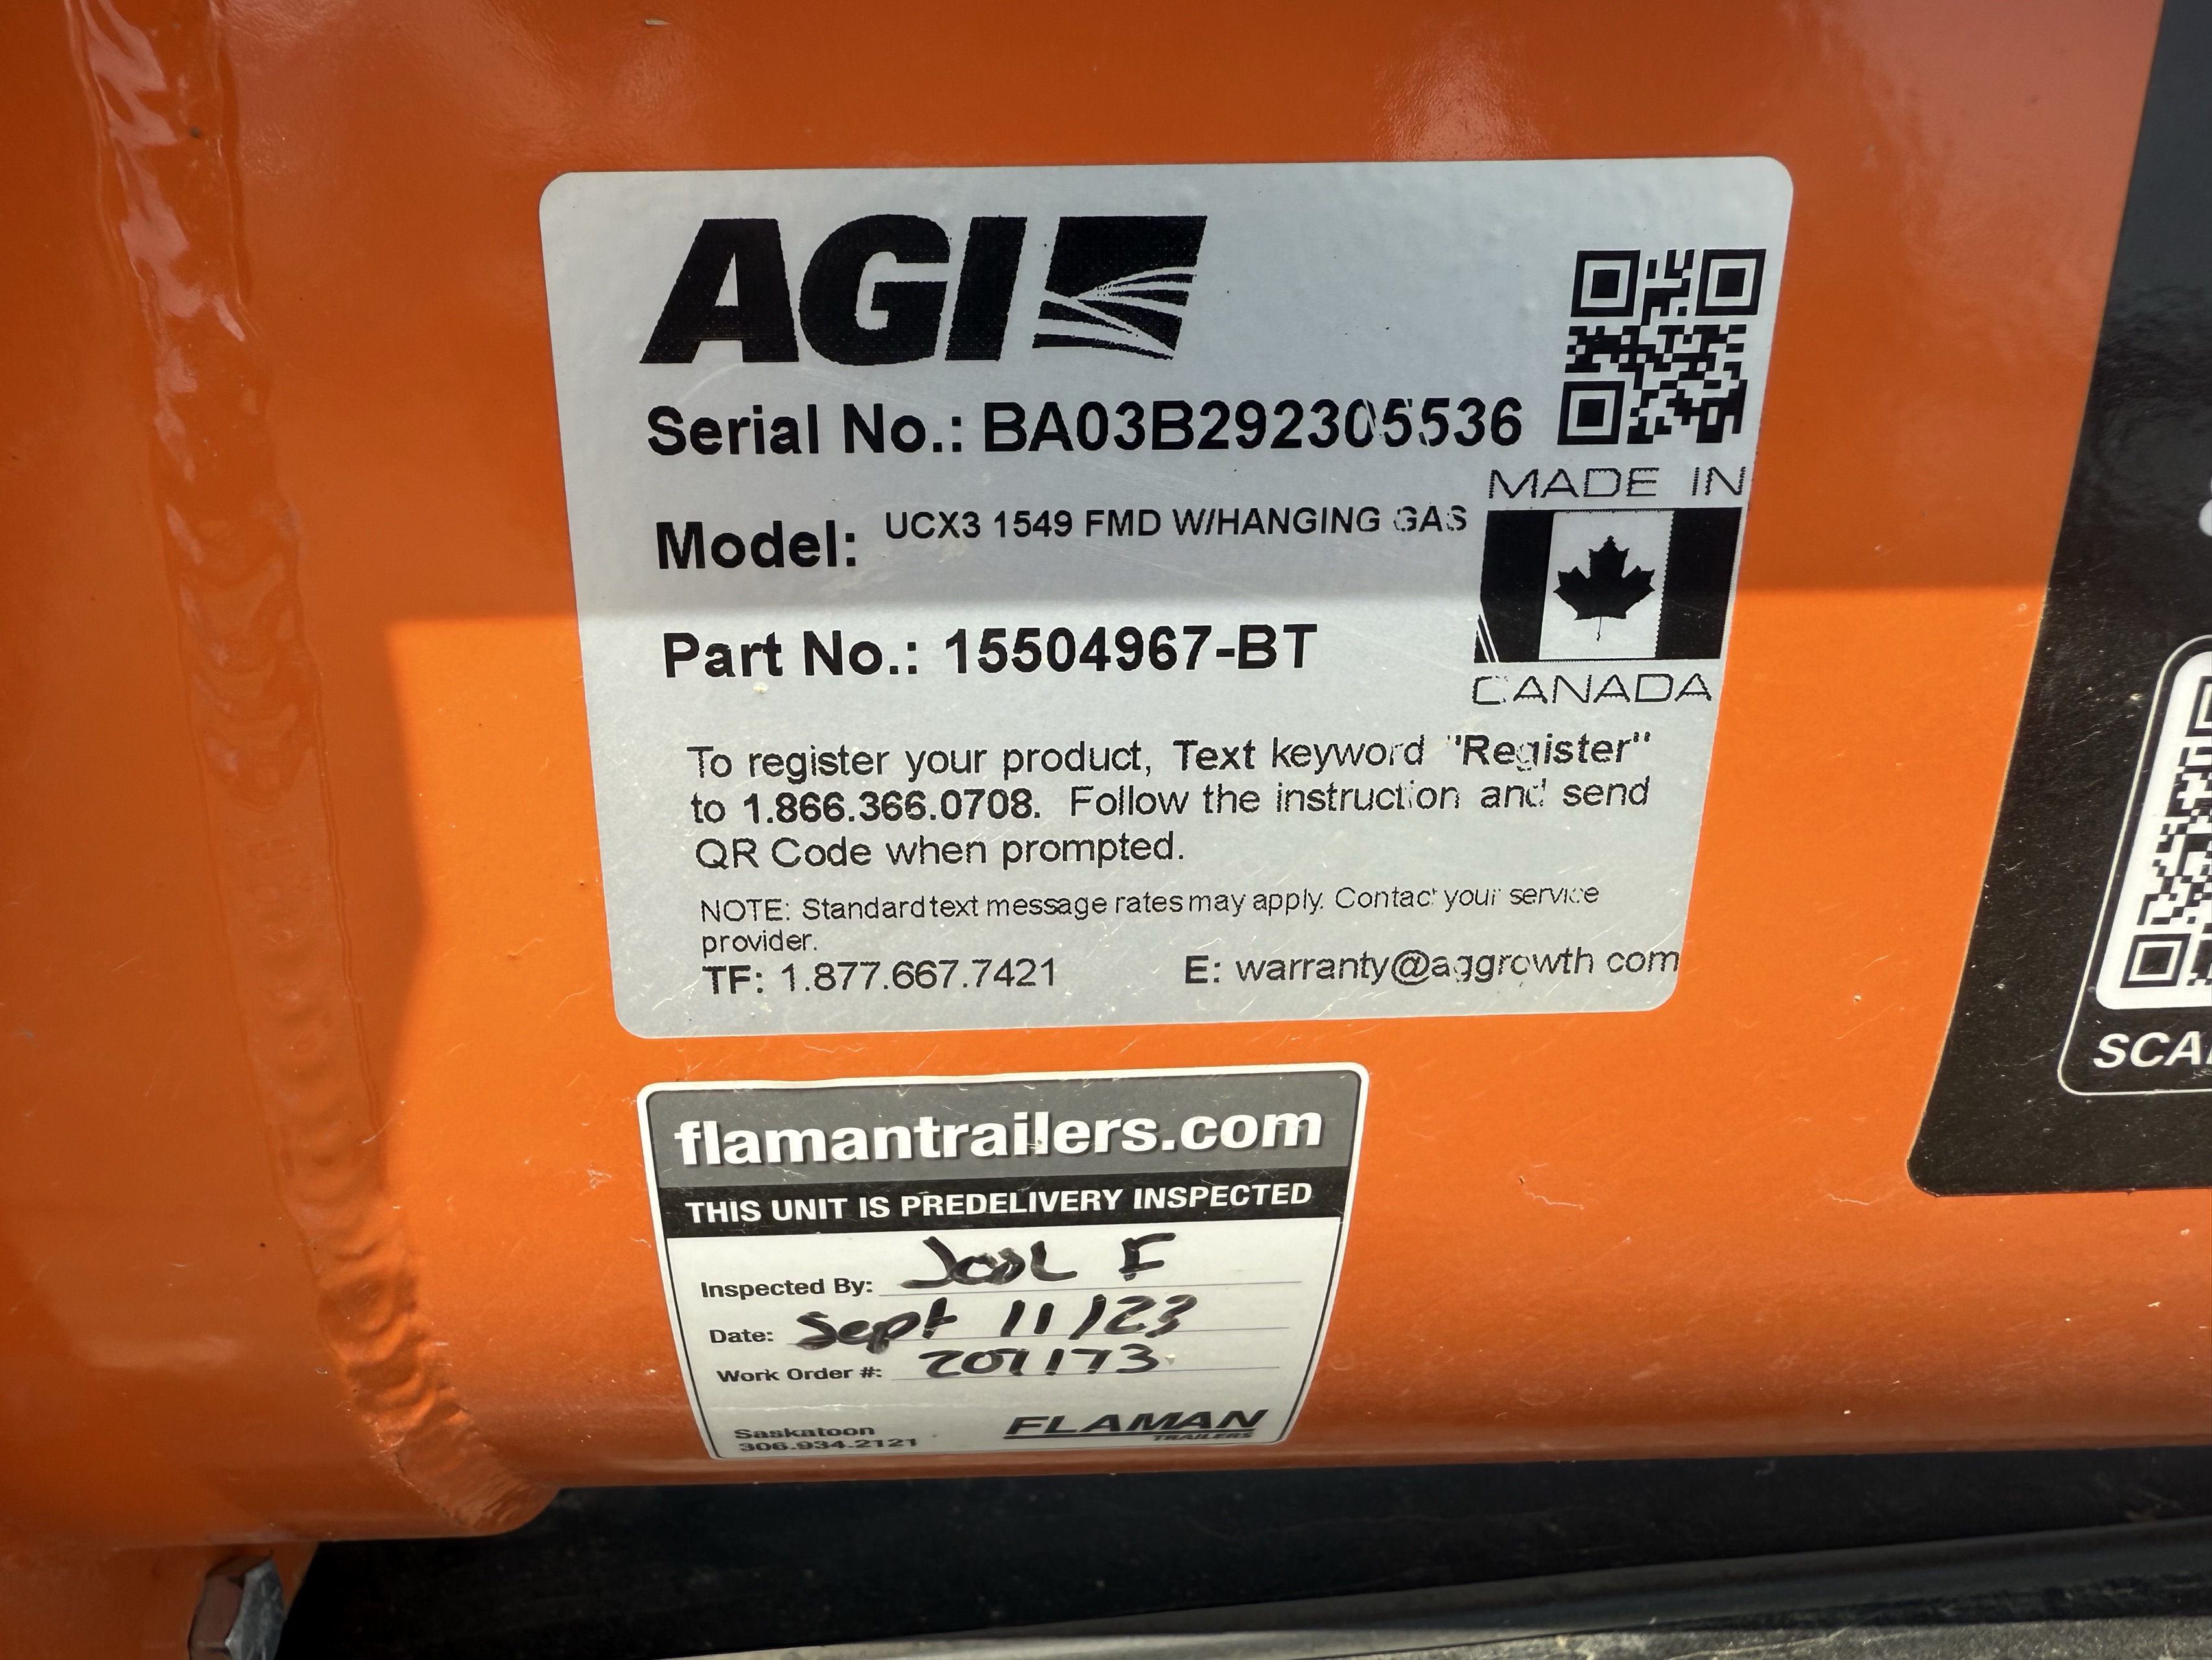 AGI
Serial No.: BA03B292305536
MADE IN
Model: UCX3 1549 FMD W/HANGING GAS
Part No.: 15504967-BT
CANADA
To register your product, Text keyword "Register"
to 1.866.366.0708. Follow the instruction and send
QR Code when prompted.
NOTE: Standard text message rates may apply. Contact your service
provider.
TF: 1.877.667.7421 E: warranty@aggrowth.com
flamantrailers.com
THIS UNIT IS PREDELIVERY INSPECTED
Inspected By: F
Date: Sept 11/23
Work Order #: 201173
Saskatoon
306.934.2121
FLAMAN
TRAILERS